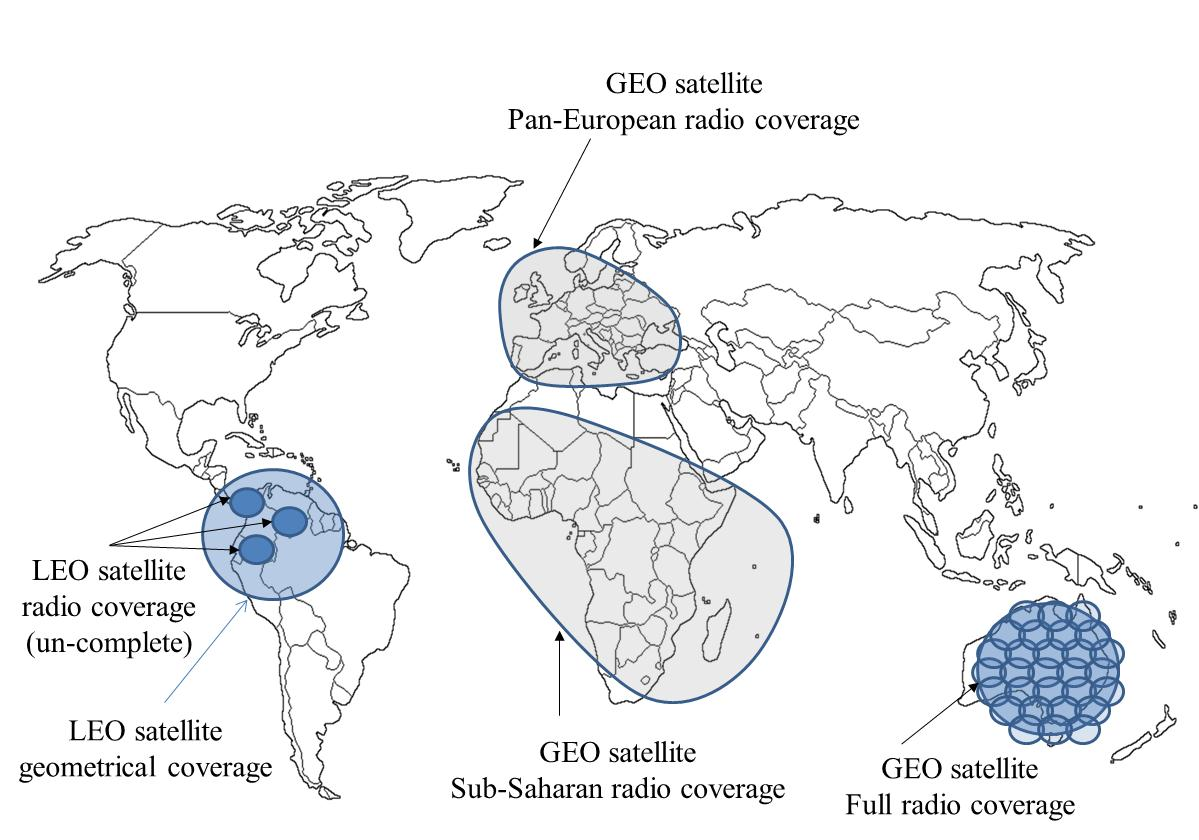 GEO satellite
Pan-European radio coverage
LEO satellite
radio coverage
(un-complete)
LEO satellite
geometrical coverage
GEO satellite
Sub-Saharan radio coverage
GEO satellite
Full radio coverage